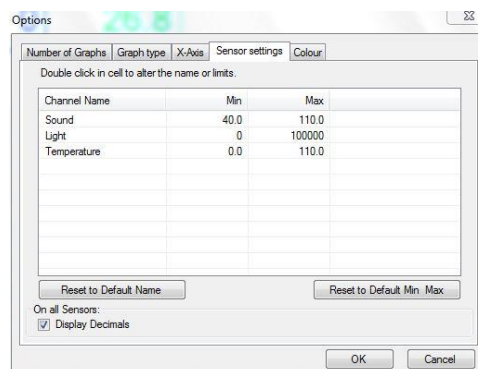 Options
26.8
Number of Graphs Graph type X-Axis Sensor settings Colour
Double click in cell to alter the name or limits.
Channel Name Min Max
Sound 40.0 110.0
Light 0 100000
Temperature 0.0 110.0
Reset to Default Name Reset to Default Min Max
On all Sensors:
Display Decimals
OK Cancel